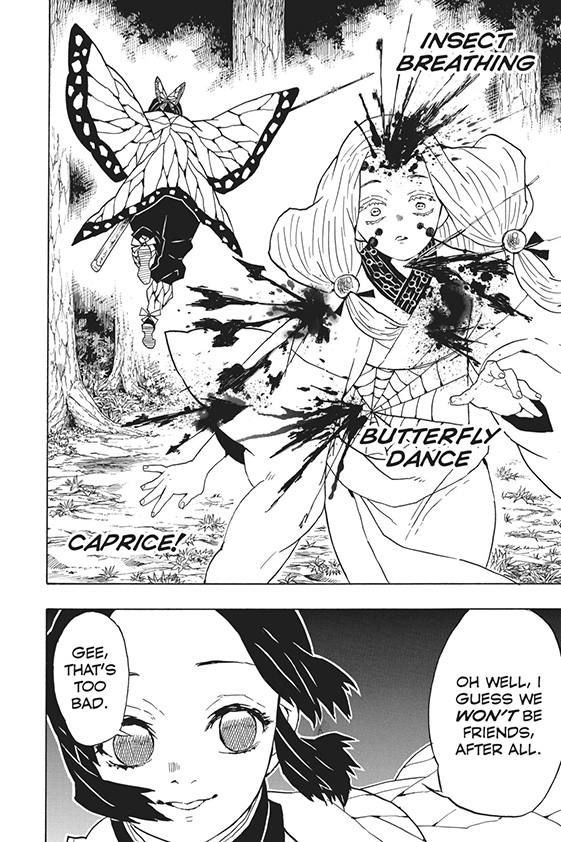 INSECT
BREATHING
BUTTERFLY
DANCE
CAPRICE!
OH WELL, I
GUESS WE
WON'T BE
FRIENDS,
AFTER ALL.
GEE,
THAT'S
TOO
BAD.